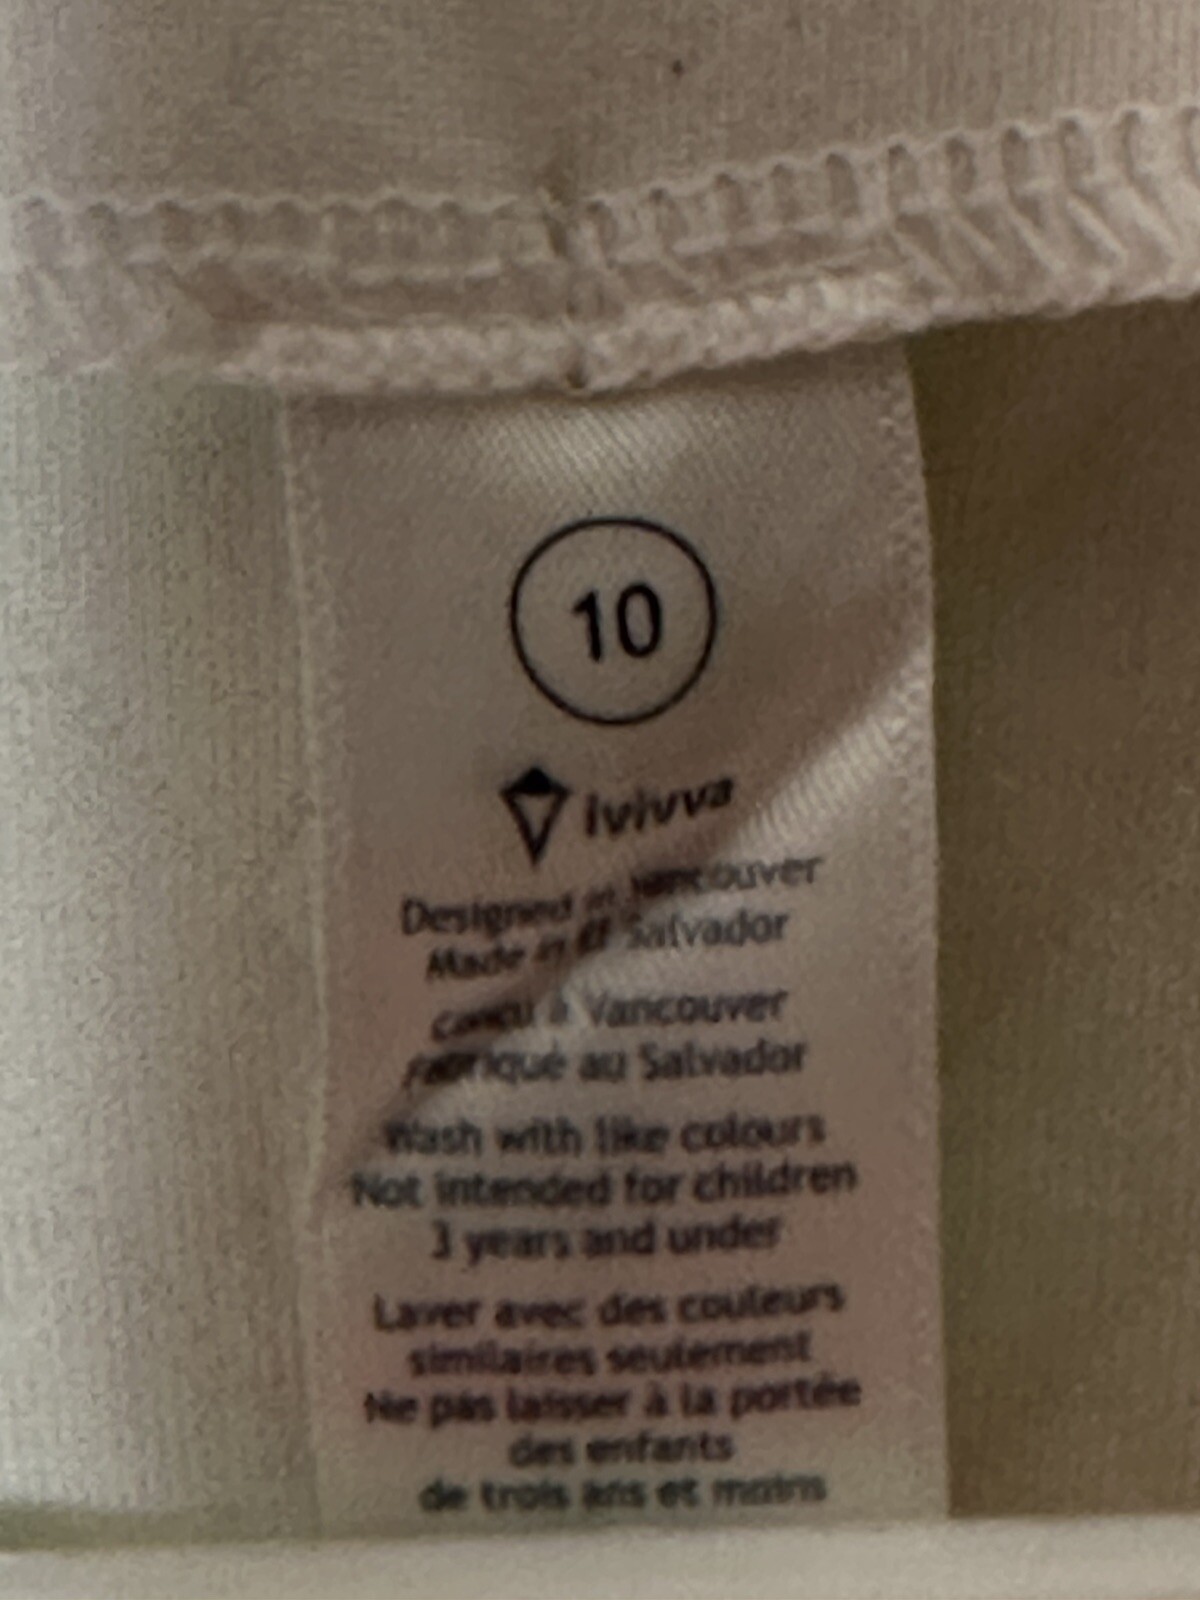 10
ivivva
Designed in Vancouver
Made in El Salvador
conçu à Vancouver
fabriqué au Salvador
Wash with like colours
Not intended for children
3 years and under
Laver avec des couleurs
similaires seulement
Ne pas laisser à la portée
des enfants
de trois ans et moins